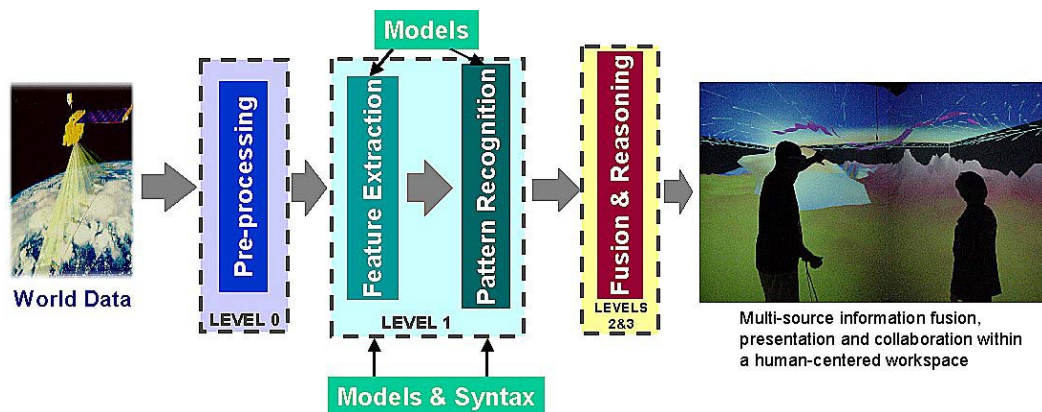 Models
Pre-processing
Feature Extraction
Pattern Recognition
Fusion & Reasoning
World Data
LEVEL 0
LEVEL 1
LEVELS
2&3
Multi-source information fusion,
presentation and collaboration within
a human-centered workspace
Models & Syntax